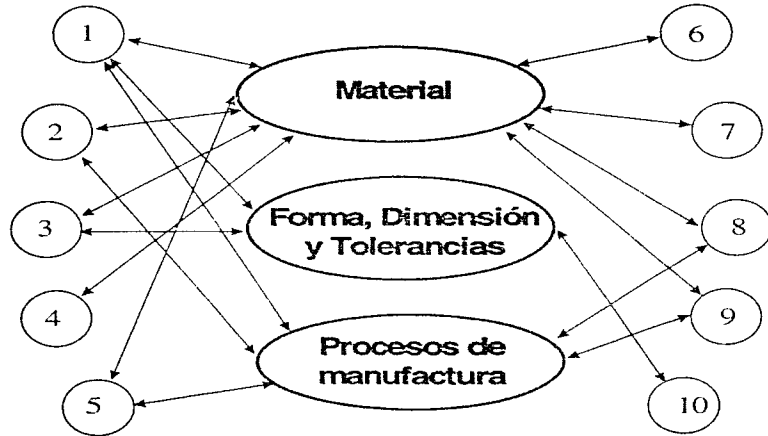 1
6
Material
2
7
3
Forma, Dimensión
y Tolerancias
8
4
9
Procesos de
manufactura
5
10